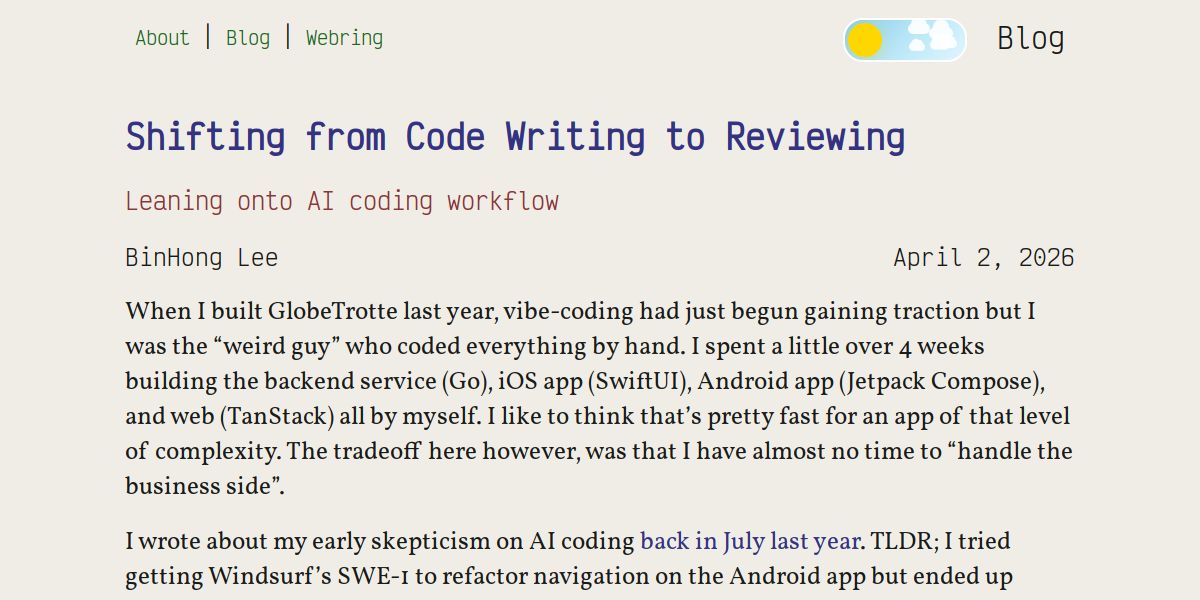 About | Blog | Webring
Blog
Shifting from Code Writing to Reviewing
Leaning onto AI coding workflow
BinHong Lee
April 2, 2026
When I built GlobeTrotte last year, vibe-coding had just begun gaining traction but I
was the “weird guy” who coded everything by hand. I spent a little over 4 weeks
building the backend service (Go), iOS app (SwiftUI), Android app (Jetpack Compose),
and web (TanStack) all by myself. I like to think that’s pretty fast for an app of that level
of complexity. The tradeoff here however, was that I have almost no time to “handle the
business side”.
I wrote about my early skepticism on AI coding back in July last year. TLDR; I tried
getting Windsurf’s SWE-1 to refactor navigation on the Android app but ended up